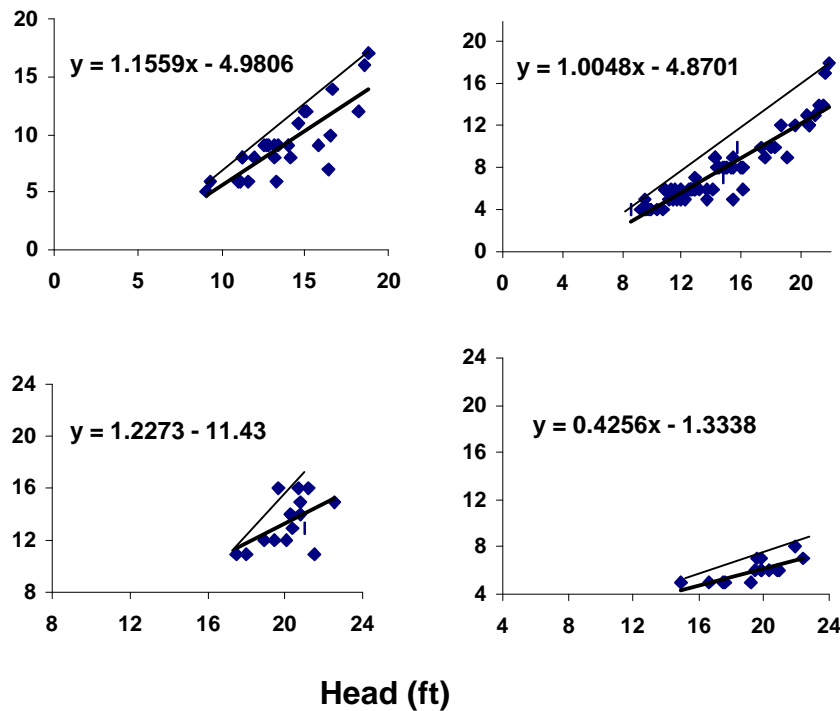 20
15
10
5
0
0 5 10 15 20
y = 1.1559x - 4.9806
20
16
12
8
4
0
0 4 8 12 16 20
y = 1.0048x - 4.8701
24
20
16
12
8
8 12 16 20 24
y = 1.2273 - 11.43
24
20
16
12
8
4
4 8 12 16 20 24
y = 0.4256x - 1.3338
Head (ft)